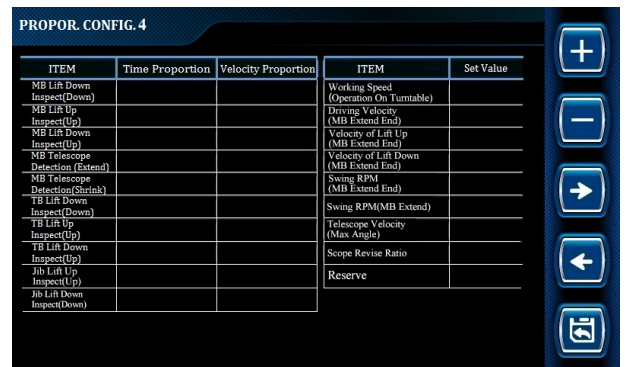 PROPOR. CONFIG. 4
ITEM Time Proportion Velocity Proportion
MB Lift Down
Inspect(Down)
MB Lift Up
Inspect(Up)
MB Lift Down
Inspect(Up)
MB Telescope
Detection (Extend)
MB Telescope
Detection(Shrink)
TB Lift Down
Inspect(Down)
TB Lift Up
Inspect(Up)
TB Lift Down
Inspect(Up)
Jib Lift Up
Inspect(Up)
Jib Lift Down
Inspect(Down)
ITEM Set Value
Working Speed
(Operation On Turntable)
Driving Velocity
(MB Extend End)
Velocity of Lift Up
(MB Extend End)
Velocity of Lift Down
(MB Extend End)
Swing RPM
(MB Extend End)
Swing RPM(MB Extend)
Telescope Velocity
(Max Angle)
Scope Revise Ratio
Reserve